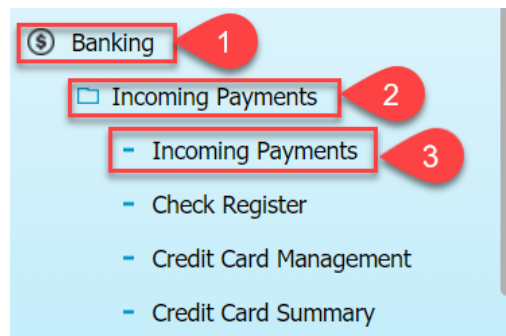 Banking 1
Incoming Payments 2
- Incoming Payments 3
- Check Register
- Credit Card Management
- Credit Card Summary